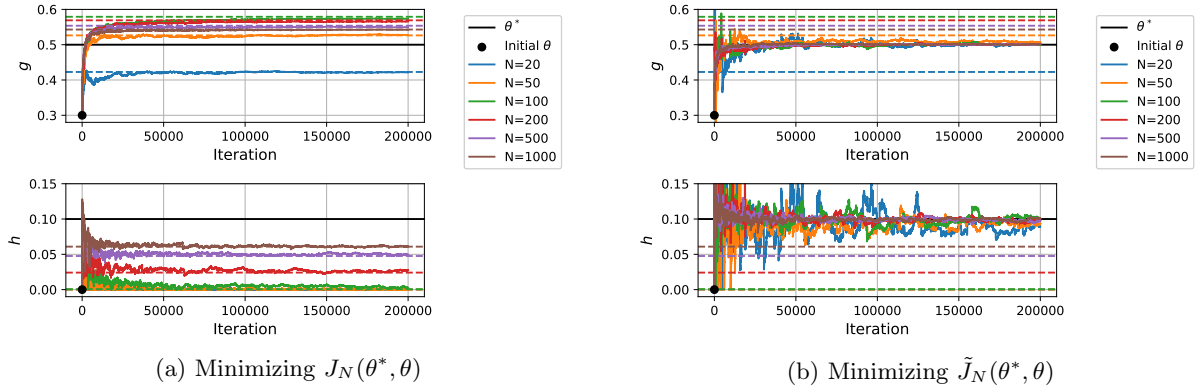 0.6
0.5
0.4
0.3
g
0
50000
100000
150000
200000
Iteration
θ*
Initial θ
N=20
N=50
N=100
N=200
N=500
N=1000
0.15
0.10
0.05
0.00
h
0
50000
100000
150000
200000
Iteration
(a) Minimizing J_N(θ*, θ)
0.6
0.5
0.4
0.3
g
0
50000
100000
150000
200000
Iteration
θ*
Initial θ
N=20
N=50
N=100
N=200
N=500
N=1000
0.15
0.10
0.05
0.00
h
0
50000
100000
150000
200000
Iteration
(b) Minimizing J̃_N(θ*, θ)